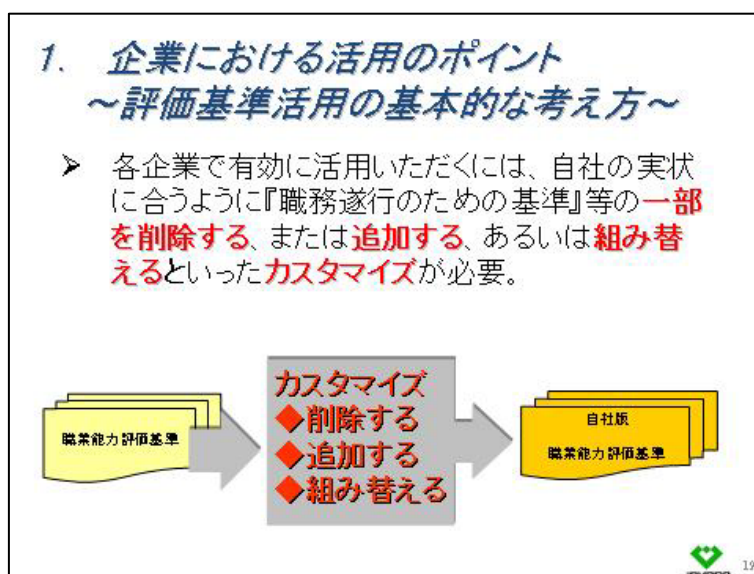 1. 企業における活用のポイント
～評価基準活用の基本的な考え方～
➢ 各企業で有効に活用いただくには、自社の実状
に合うように『職務遂行のための基準』等の一部
を削除する、または追加する、あるいは組み替
えるといったカスタマイズが必要。
職業能力評価基準
カスタマイズ
◆削除する
◆追加する
◆組み替える
自社版
職業能力評価基準